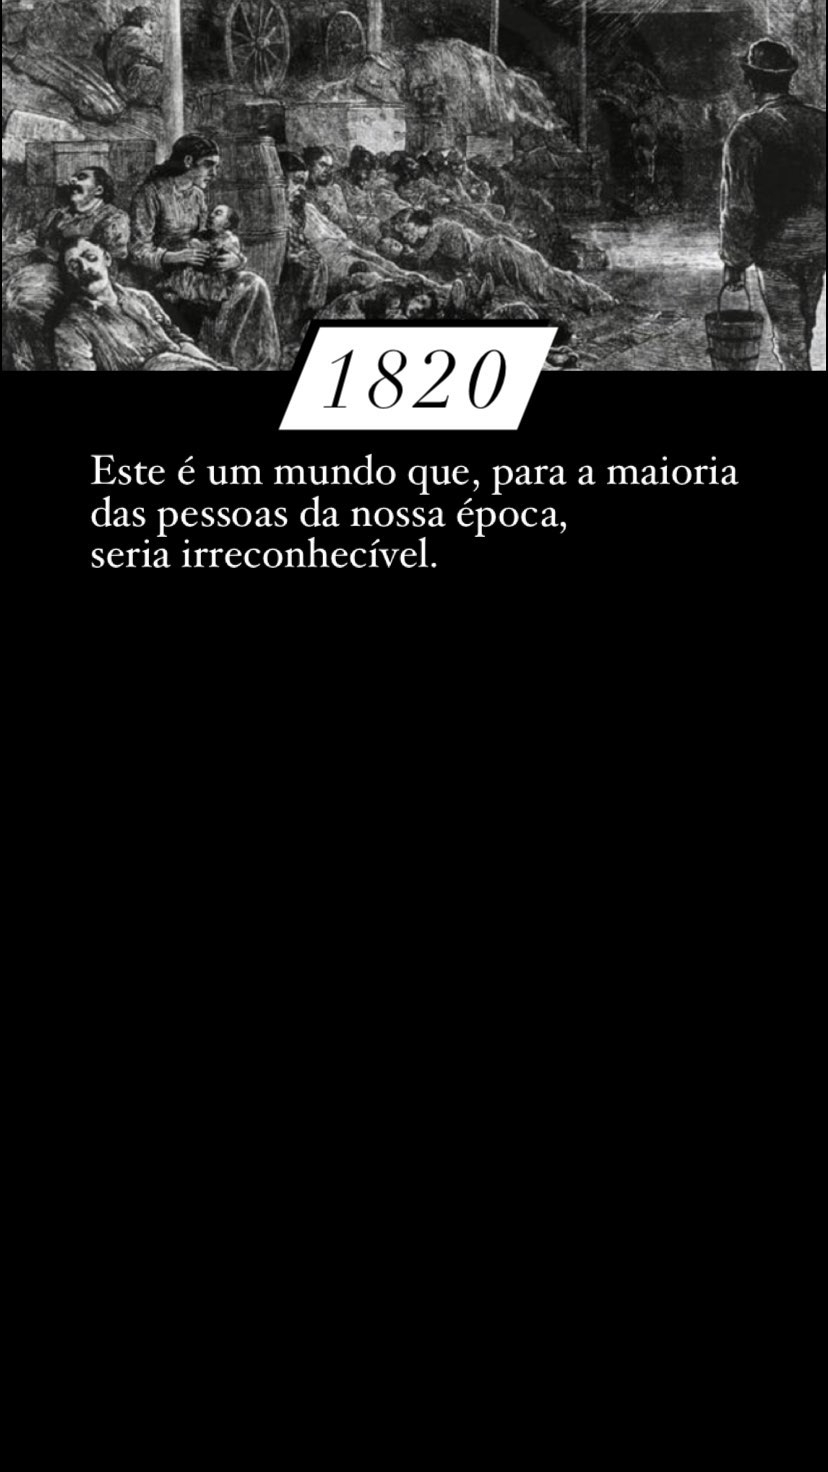 1820
Este é um mundo que, para a maioria
das pessoas da nossa época,
seria irreconhecível.